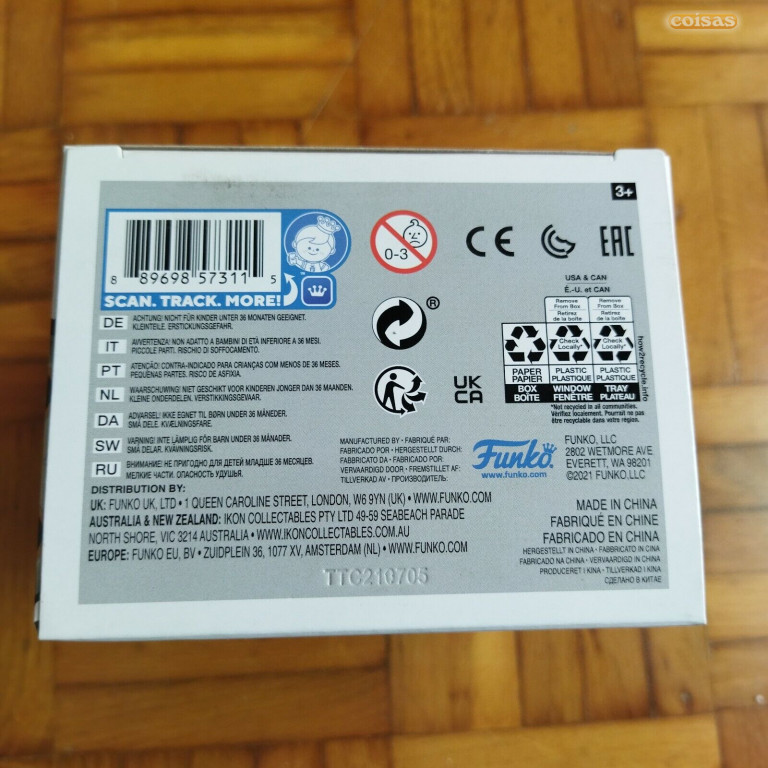 coisas
3+
8 89698 57311 5
SCAN. TRACK. MORE!
0-3
CE
EAC
®
UK
CA
USA & CAN
É.-U. et CAN
Remove From Box
Retirez de la boîte
Remove From Box
Retirez de la boîte
Check Locally*
Check Locally*
PAPER
PAPIER
BOX
BOÎTE
PLASTIC
PLASTIQUE
WINDOW
FENÊTRE
PLASTIC
PLASTIQUE
TRAY
PLATEAU
*Not recycled in all communities.
Vérifiez localement. Pourrait ne pas
être recyclable dans votre région.
how2recycle.info
DE ACHTUNG! NICHT FÜR KINDER UNTER 36 MONATEN GEEIGNET.
KLEINTEILE. ERSTICKUNGSGEFAHR.
IT AVVERTENZA! NON ADATTO A BAMBINI DI ETÀ INFERIORE A 36 MESI.
PICCOLE PARTI. RISCHIO DI SOFFOCAMENTO.
PT ATENÇÃO! CONTRA-INDICADO PARA CRIANÇAS COM MENOS DE 36 MESES.
PEQUENAS PARTES. RISCO DE ASFIXIA.
NL WAARSCHUWING! NIET GESCHIKT VOOR KINDEREN JONGER DAN 36 MAANDEN.
KLEINE ONDERDELEN. VERSTIKKINGSGEVAAR.
DA ADVARSEL! IKKE EGNET TIL BØRN UNDER 36 MÅNEDER.
SMÅ DELE. KVÆLNINGSFARE.
SW VARNING! INTE LÄMPLIG FÖR BARN UNDER 36 MÅNADER.
SMÅ DELAR. KVÄVNINGSRISK.
RU ВНИМАНИЕ! НЕ ПРИГОДНО ДЛЯ ДЕТЕЙ МЛАДШЕ 36 МЕСЯЦЕВ.
МЕЛКИЕ ЧАСТИ. ОПАСНОСТЬ УДУШЬЯ.
MANUFACTURED BY • FABRIQUÉ PAR:
FABRICADO POR • HERGESTELLT DURCH:
FABBRICATO DA • FABRICADO POR:
VERVAARDIGD DOOR • FREMSTILLET AF:
TILLVERKAD AV • ПРОИЗВОДИТЕЛЬ:
Funko
www.funko.com
FUNKO, LLC
2802 WETMORE AVE
EVERETT, WA 98201
©2021 FUNKO,LLC
DISTRIBUTION BY:
UK: FUNKO UK, LTD • 1 QUEEN CAROLINE STREET, LONDON, W6 9YN (UK) • WWW.FUNKO.COM
AUSTRALIA & NEW ZEALAND: IKON COLLECTABLES PTY LTD 49-59 SEABEACH PARADE
NORTH SHORE, VIC 3214 AUSTRALIA • WWW.IKONCOLLECTABLES.COM.AU
EUROPE: FUNKO EU, BV • ZUIDPLEIN 36, 1077 XV, AMSTERDAM (NL) • WWW.FUNKO.COM
MADE IN CHINA
FABRIQUÉ EN CHINE
FABRICADO EN CHINA
HERGESTELLT IN CHINA • FABBRICATO IN CINA
FABRICADO NA CHINA • VERVAARDIGD IN CHINA
PRODUCERET I KINA • TILLVERKAD I KINA
СДЕЛАНО В КИТАЕ
TTC210705